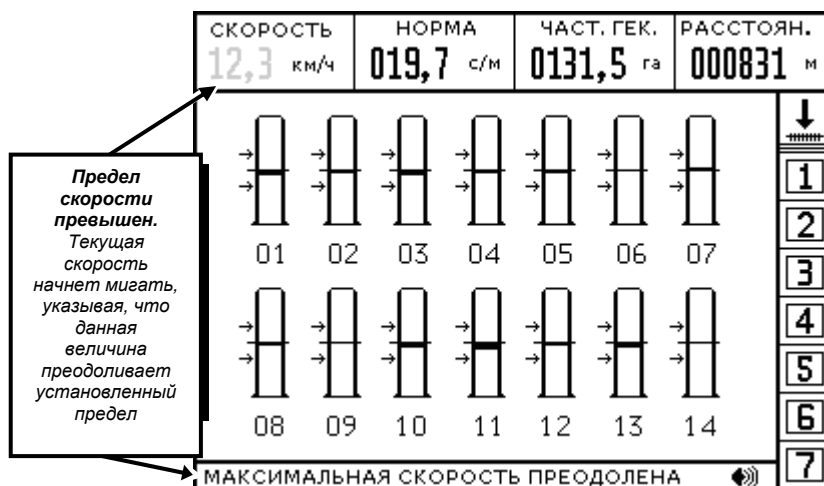 СКОРОСТЬ НОРМА ЧАСТ. ГЕК. РАССТОЯН.
12,3 км/ч 019,7 с/м 0131,5 га 000831 м
Предел
скорости
превышен.
Текущая
скорость
начнет мигать,
указывая, что
данная
величина
преодоливает
установленный
предел
01 02 03 04 05 06 07
08 09 10 11 12 13 14
1
2
3
4
5
6
7
МАКСИМАЛЬНАЯ СКОРОСТЬ ПРЕОДОЛЕНА